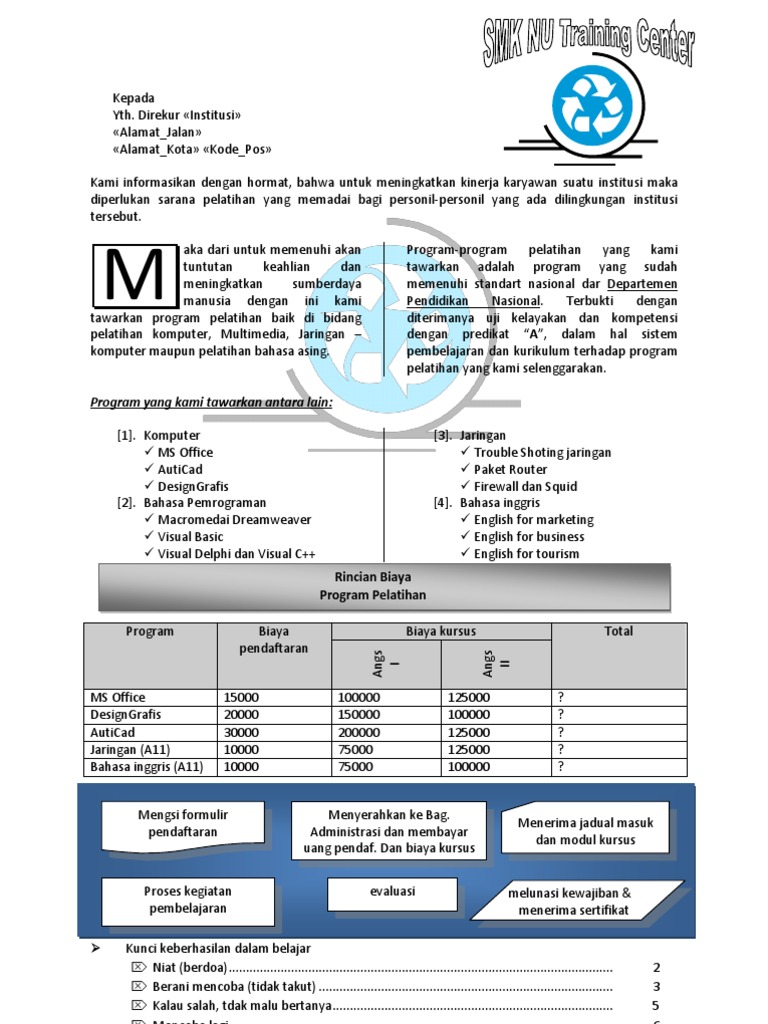 SMK NU Training Center
Kepada
Yth. Direkur «Institusi»
«Alamat_Jalan»
«Alamat_Kota» «Kode_Pos»
Kami informasikan dengan hormat, bahwa untuk meningkatkan kinerja karyawan suatu institusi maka
diperlukan sarana pelatihan yang memadai bagi personil-personil yang ada dilingkungan institusi
tersebut.
Maka dari untuk memenuhi akan
tuntutan keahlian dan
meningkatkan sumberdaya
manusia dengan ini kami
tawarkan program pelatihan baik di bidang
pelatihan komputer, Multimedia, Jaringan –
komputer maupun pelatihan bahasa asing.
Program-program pelatihan yang kami
tawarkan adalah program yang sudah
memenuhi standart nasional dar Departemen
Pendidikan Nasional. Terbukti dengan
diterimanya uji kelayakan dan kompetensi
dengan predikat “A”, dalam hal sistem
pembelajaran dan kurikulum terhadap program
pelatihan yang kami selenggarakan.
Program yang kami tawarkan antara lain:
[1]. Komputer
✓ MS Office
✓ AutiCad
✓ DesignGrafis
[2]. Bahasa Pemrograman
✓ Macromedai Dreamweaver
✓ Visual Basic
✓ Visual Delphi dan Visual C++
[3]. Jaringan
✓ Trouble Shoting jaringan
✓ Paket Router
✓ Firewall dan Squid
[4]. Bahasa inggris
✓ English for marketing
✓ English for business
✓ English for tourism
Rincian Biaya
Program Pelatihan
Program Biaya pendaftaran Biaya kursus Total
Angs I Angs II
MS Office 15000 100000 125000 ?
DesignGrafis 20000 150000 100000 ?
AutiCad 30000 200000 125000 ?
Jaringan (A11) 10000 75000 125000 ?
Bahasa inggris (A11) 10000 75000 100000 ?
Mengsi formulir
pendaftaran
Menyerahkan ke Bag.
Administrasi dan membayar
uang pendaf. Dan biaya kursus
Menerima jadual masuk
dan modul kursus
Proses kegiatan
pembelajaran
evaluasi
melunasi kewajiban &
menerima sertifikat
➢ Kunci keberhasilan dalam belajar
Niat (berdoa)........ 2
Berani mencoba (tidak takut)........ 3
Kalau salah, tdak malu bertanya........ 5